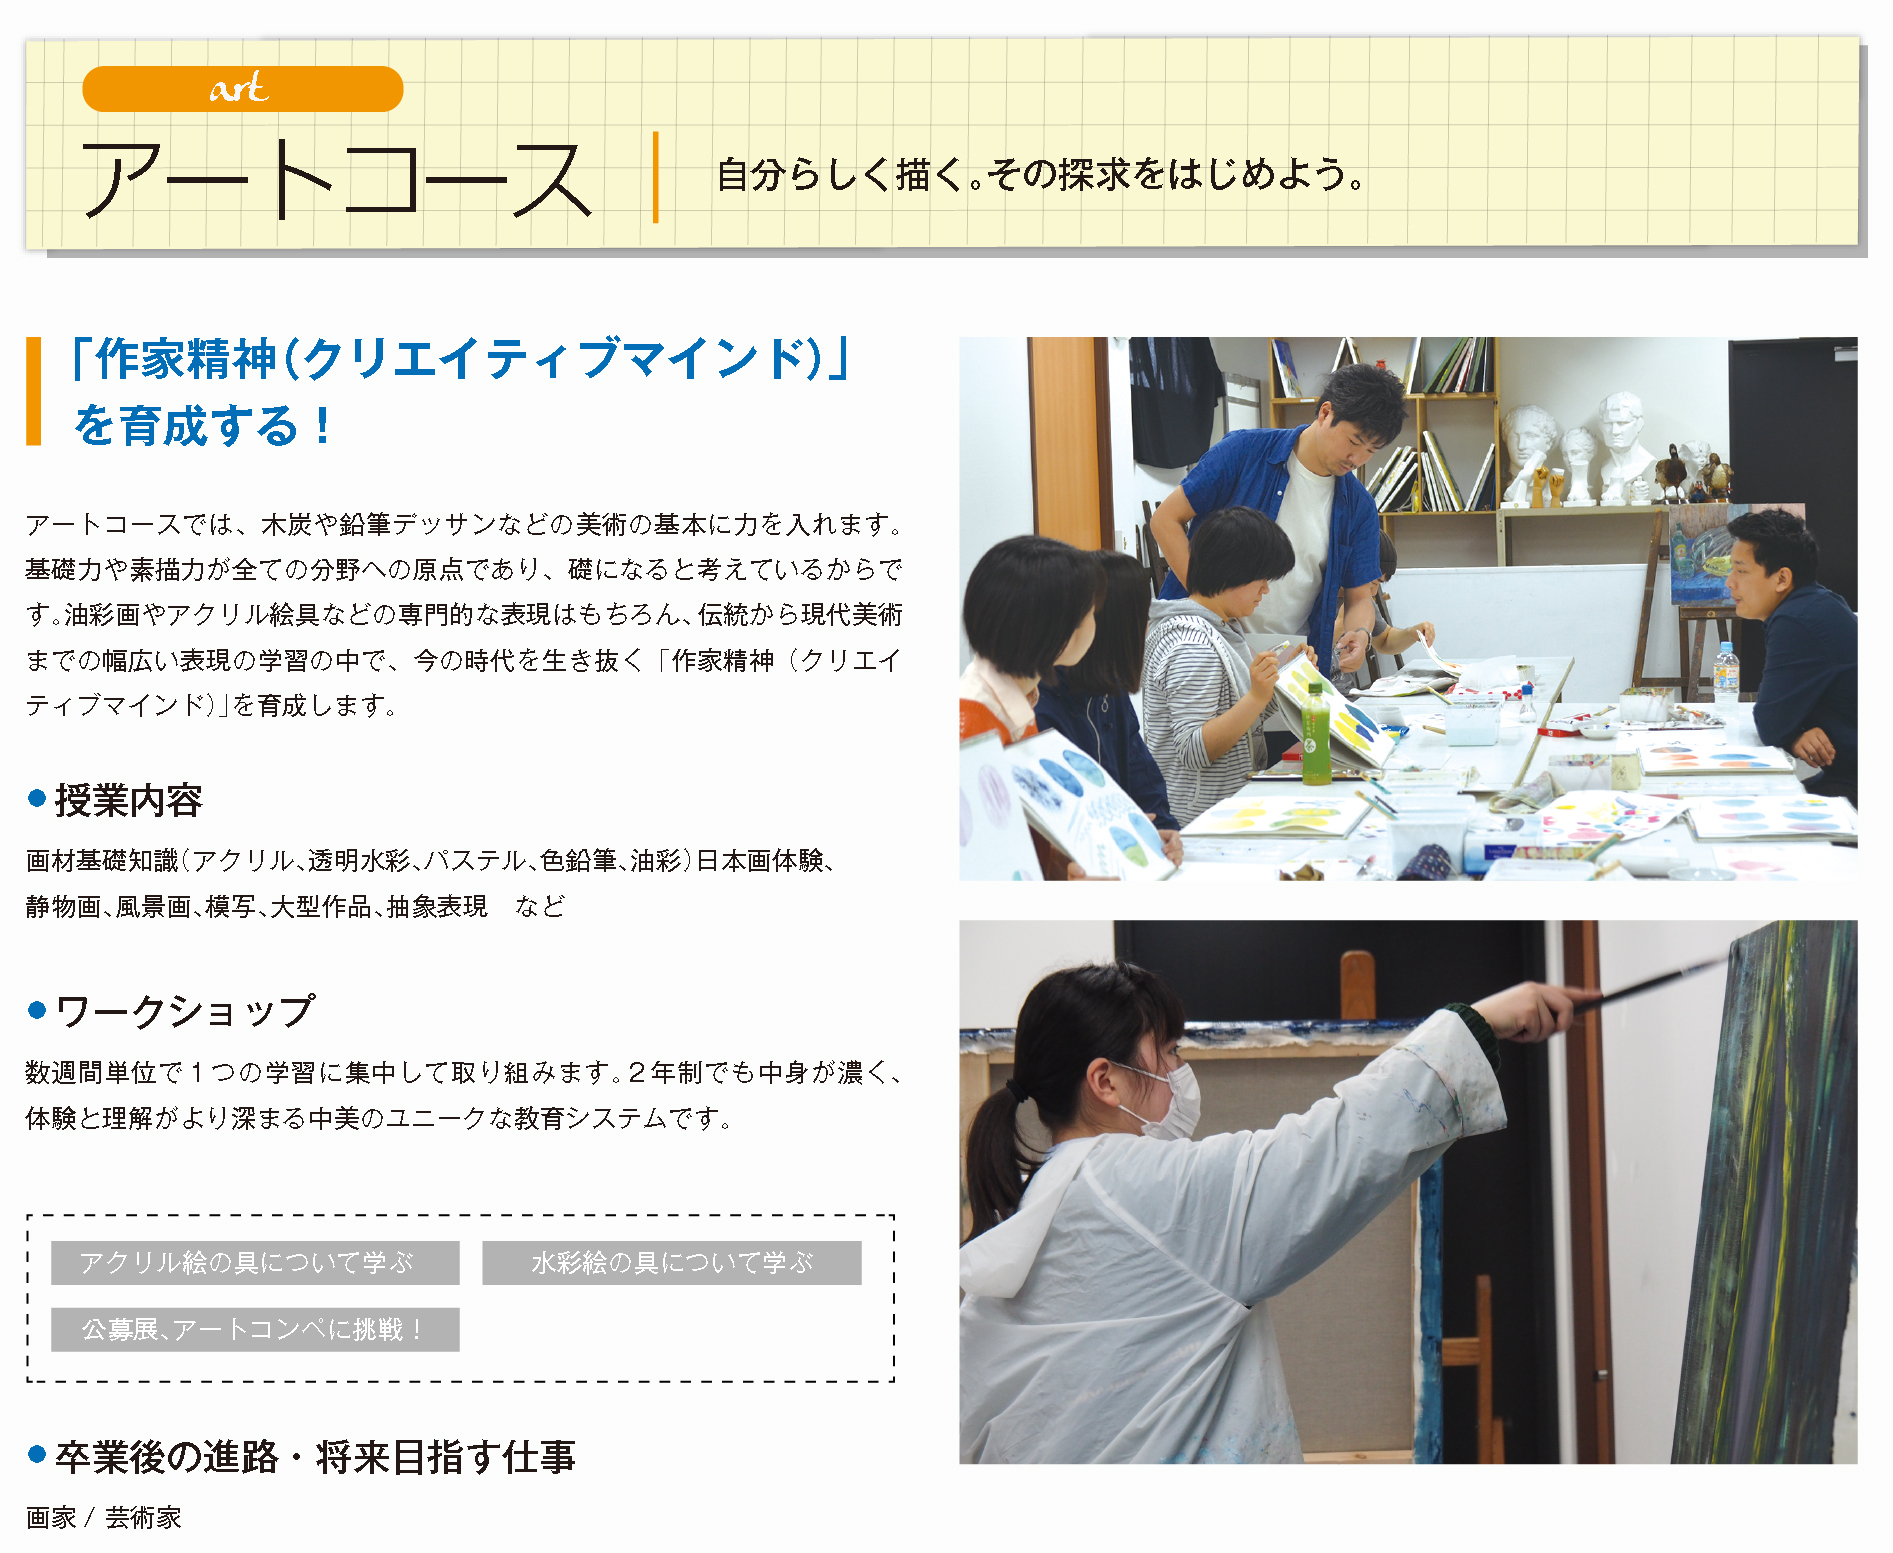 art
アートコース
自分らしく描く。その探求をはじめよう。
「作家精神（クリエイティブマインド）」
を育成する！
アートコースでは、木炭や鉛筆デッサンなどの美術の基本に力を入れます。
基礎力や素描力が全ての分野への原点であり、礎になると考えているからで
す。油彩画やアクリル絵具などの専門的な表現はもちろん、伝統から現代美術
までの幅広い表現の学習の中で、今の時代を生き抜く「作家精神（クリエイ
ティブマインド）」を育成します。
●授業内容
画材基礎知識（アクリル、透明水彩、パステル、色鉛筆、油彩）日本画体験、
静物画、風景画、模写、大型作品、抽象表現　など
●ワークショップ
数週間単位で１つの学習に集中して取り組みます。２年制でも中身が濃く、
体験と理解がより深まる中美のユニークな教育システムです。
アクリル絵の具について学ぶ
水彩絵の具について学ぶ
公募展、アートコンペに挑戦！
●卒業後の進路・将来目指す仕事
画家 / 芸術家